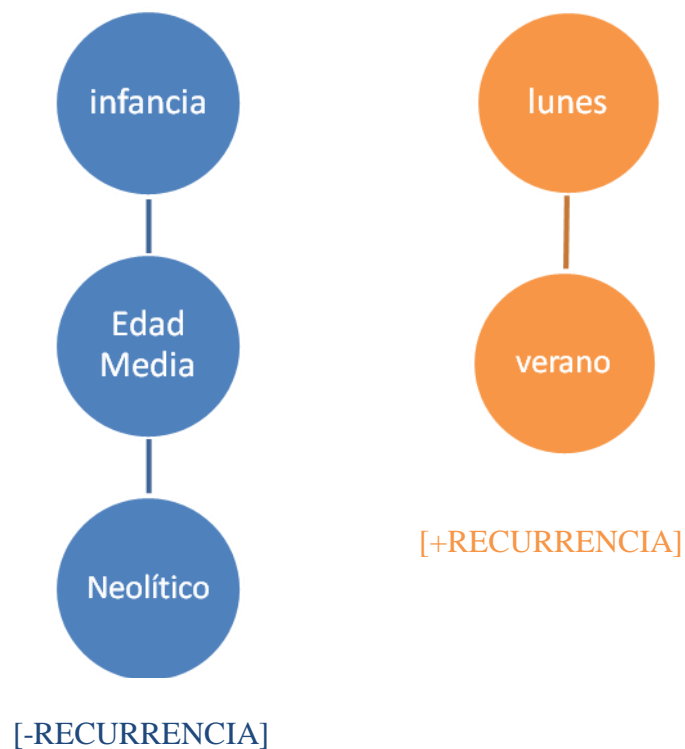 infancia
Edad
Media
Neolítico
[-RECURRENCIA]
lunes
verano
[+RECURRENCIA]